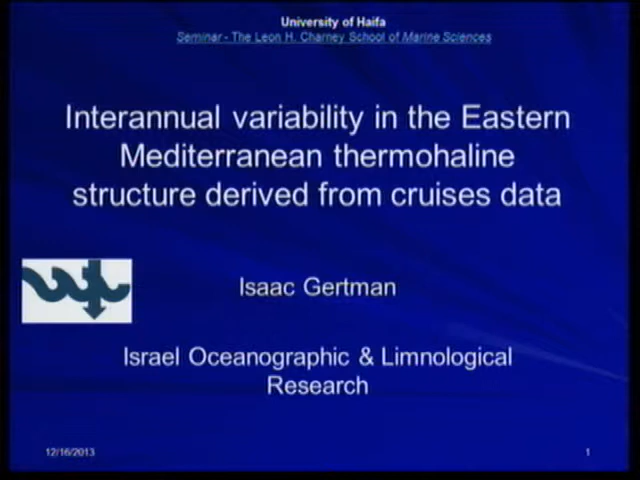 University of Haifa
Seminar - The Leon H. Charney School of Marine Sciences
Interannual variability in the Eastern
Mediterranean thermohaline
structure derived from cruises data
Isaac Gertman
Israel Oceanographic & Limnological
Research
12/16/2013
1